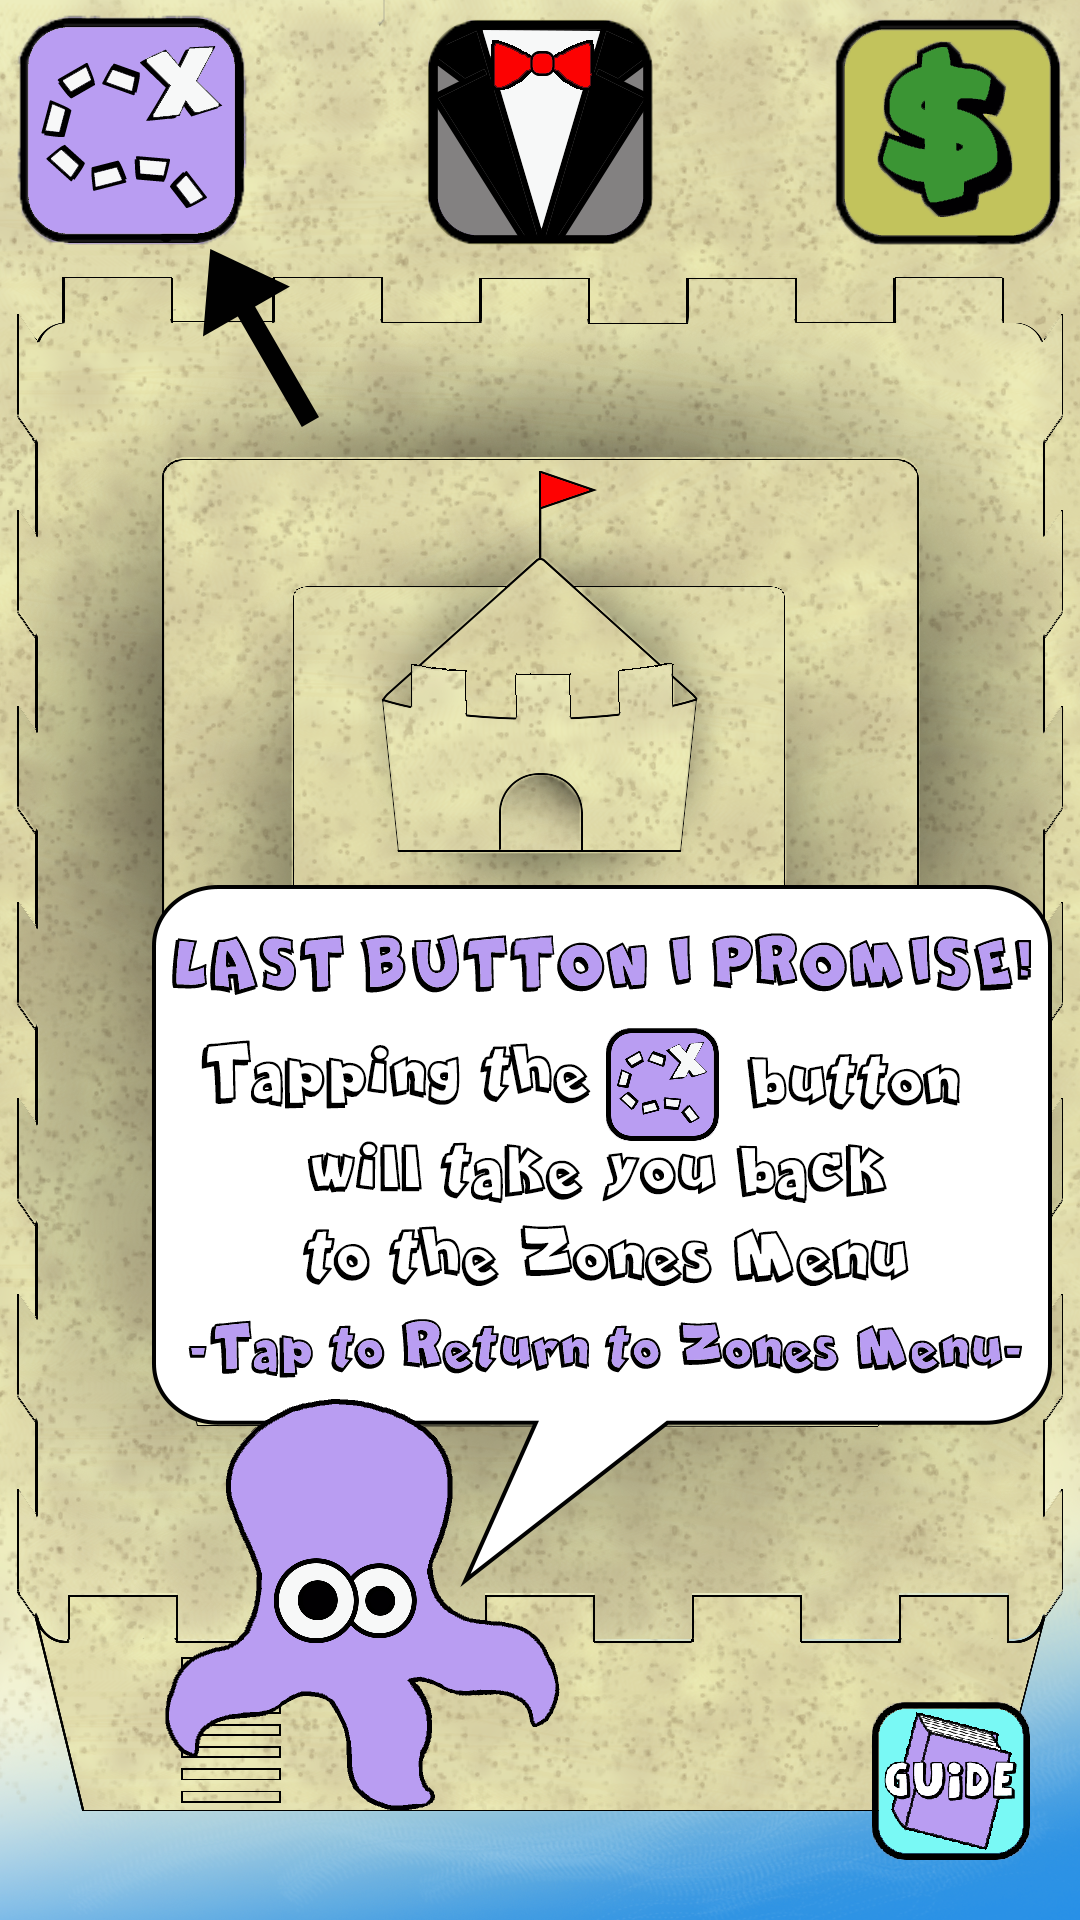 X
$
LAST BUTTON I PROMISE!
Tapping the X button
will take you back
to the Zones Menu
-Tap to Return to Zones Menu-
GUiDE